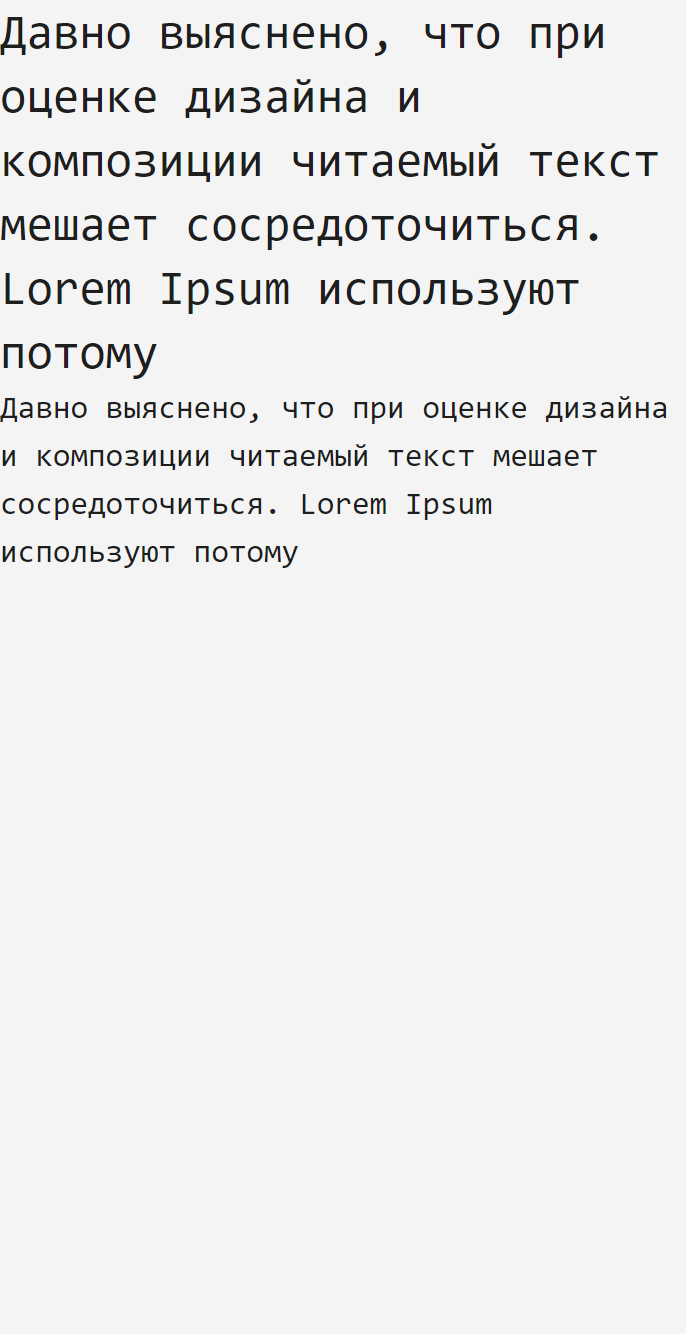 Давно выяснено, что при
оценке дизайна и
композиции читаемый текст
мешает сосредоточиться.
Lorem Ipsum используют
потому
Давно выяснено, что при оценке дизайна
и композиции читаемый текст мешает
сосредоточиться. Lorem Ipsum
используют потому